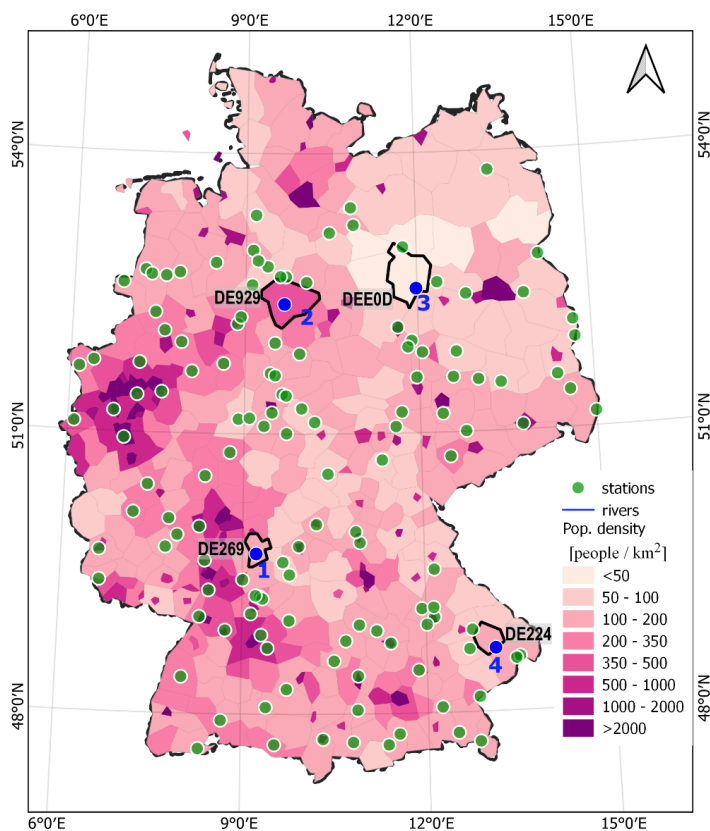 6°0'E 9°0'E 12°0'E 15°0'E
54°0'N 54°0'N
DE929
2
DEE0D
3
51°0'N 51°0'N
stations
rivers
Pop. density
[people / km²]
<50
50 - 100
100 - 200
200 - 350
350 - 500
500 - 1000
1000 - 2000
>2000
DE269
1
DE224
4
48°0'N 48°0'N
6°0'E 9°0'E 12°0'E 15°0'E